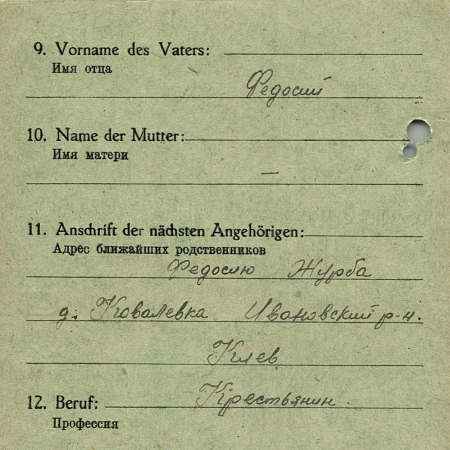 9. Vorname des Vaters:
Имя отца
Федосий
10. Name der Mutter:
Имя матери
—
11. Anschrift der nächsten Angehörigen:
Адрес ближайших родственников
Федосию Журба
д. Ковалевка Ивановский р-н.
Киев
12. Beruf: Крестьянин.
Профессия